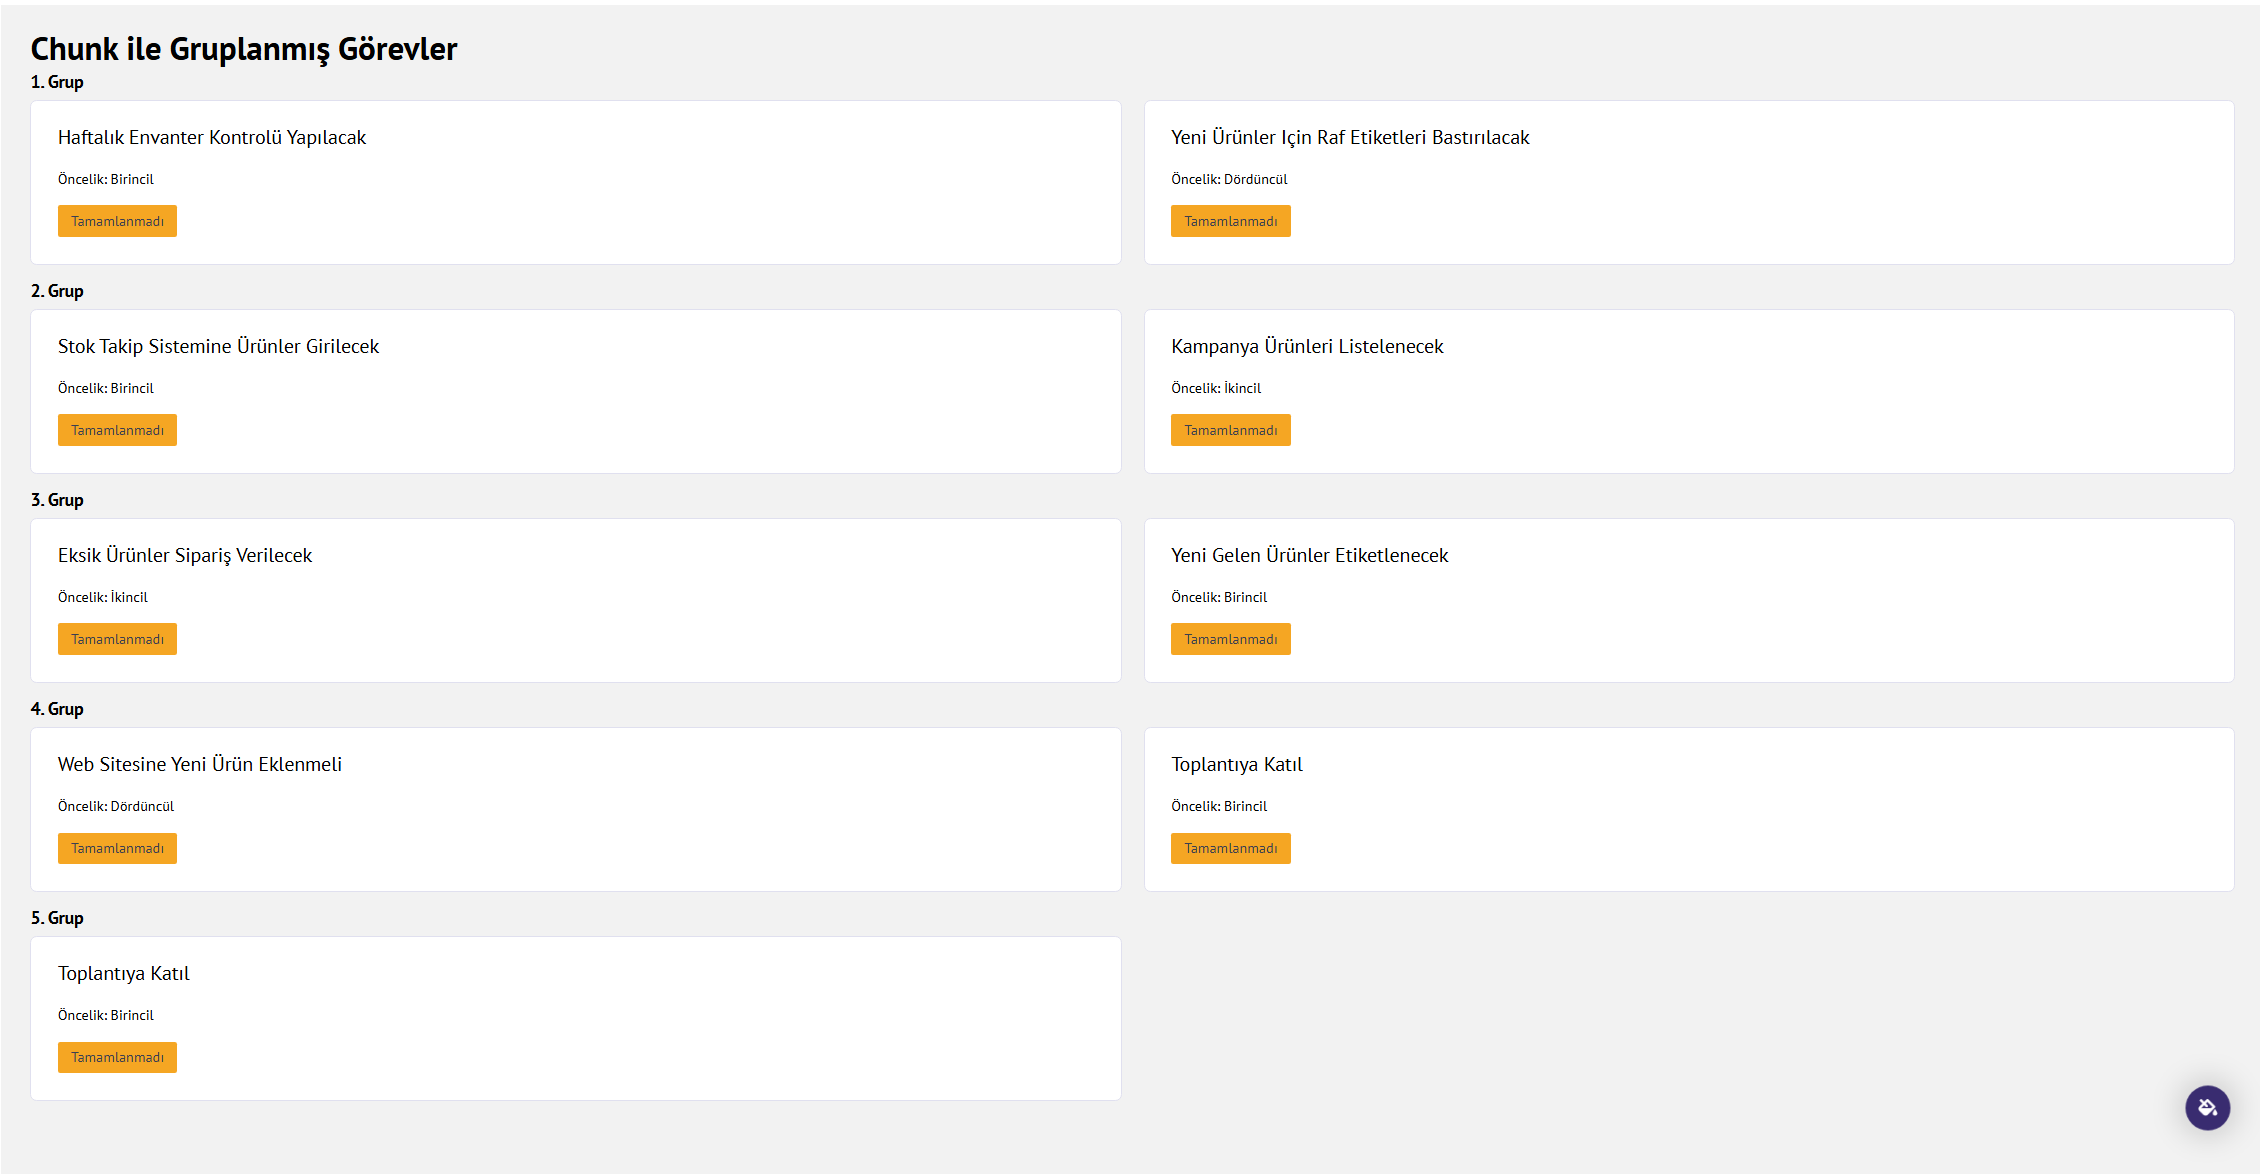 Chunk ile Gruplanmış Görevler
1. Grup
Haftalık Envanter Kontrolü Yapılacak
Öncelik: Birincil
Tamamlanmadı
Yeni Ürünler Için Raf Etiketleri Bastırılacak
Öncelik: Dördüncül
Tamamlanmadı
2. Grup
Stok Takip Sistemine Ürünler Girilecek
Öncelik: Birincil
Tamamlanmadı
Kampanya Ürünleri Listelenecek
Öncelik: İkincil
Tamamlanmadı
3. Grup
Eksik Ürünler Sipariş Verilecek
Öncelik: İkincil
Tamamlanmadı
Yeni Gelen Ürünler Etiketlenecek
Öncelik: Birincil
Tamamlanmadı
4. Grup
Web Sitesine Yeni Ürün Eklenmeli
Öncelik: Dördüncül
Tamamlanmadı
Toplantıya Katıl
Öncelik: Birincil
Tamamlanmadı
5. Grup
Toplantıya Katıl
Öncelik: Birincil
Tamamlanmadı